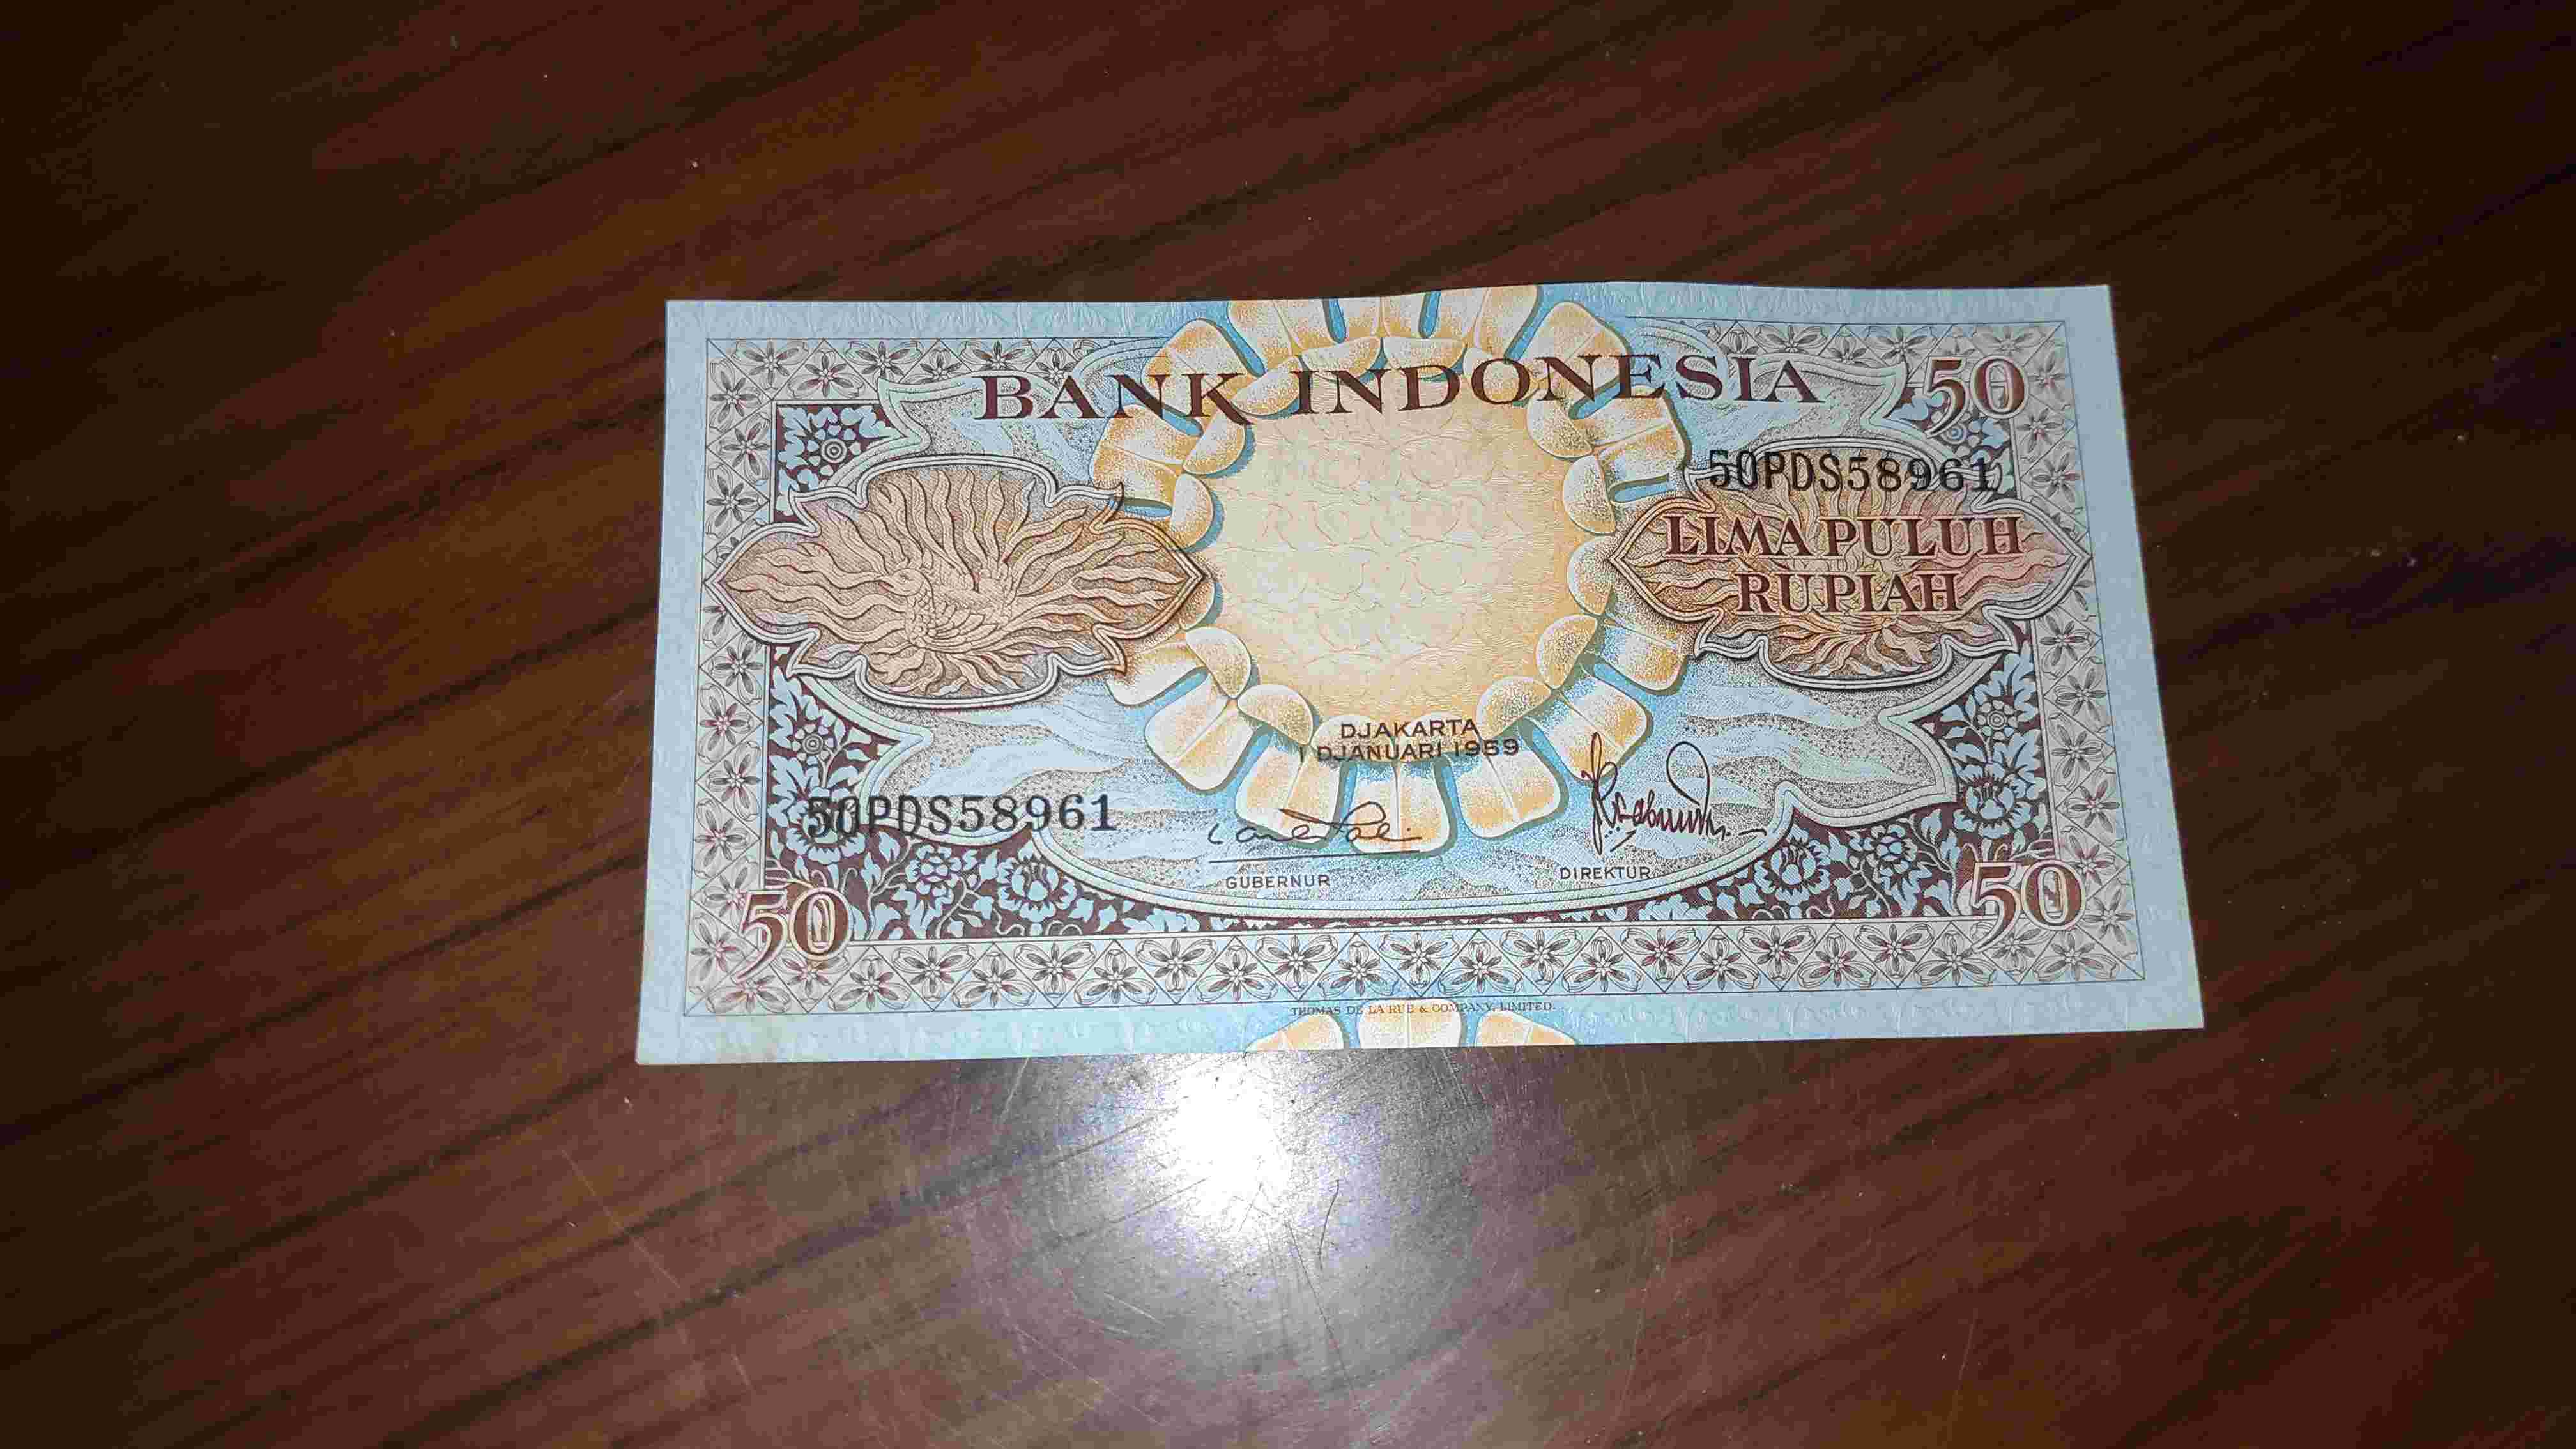 BANK INDONESIA
50
50PDS58961
LIMA PULUH
RUPIAH
DJAKARTA
1 DJANUARI 1959
50PDS58961
GUBERNUR
DIREKTUR
50
50
THOMAS DE LA RUE & COMPANY, LIMITED.